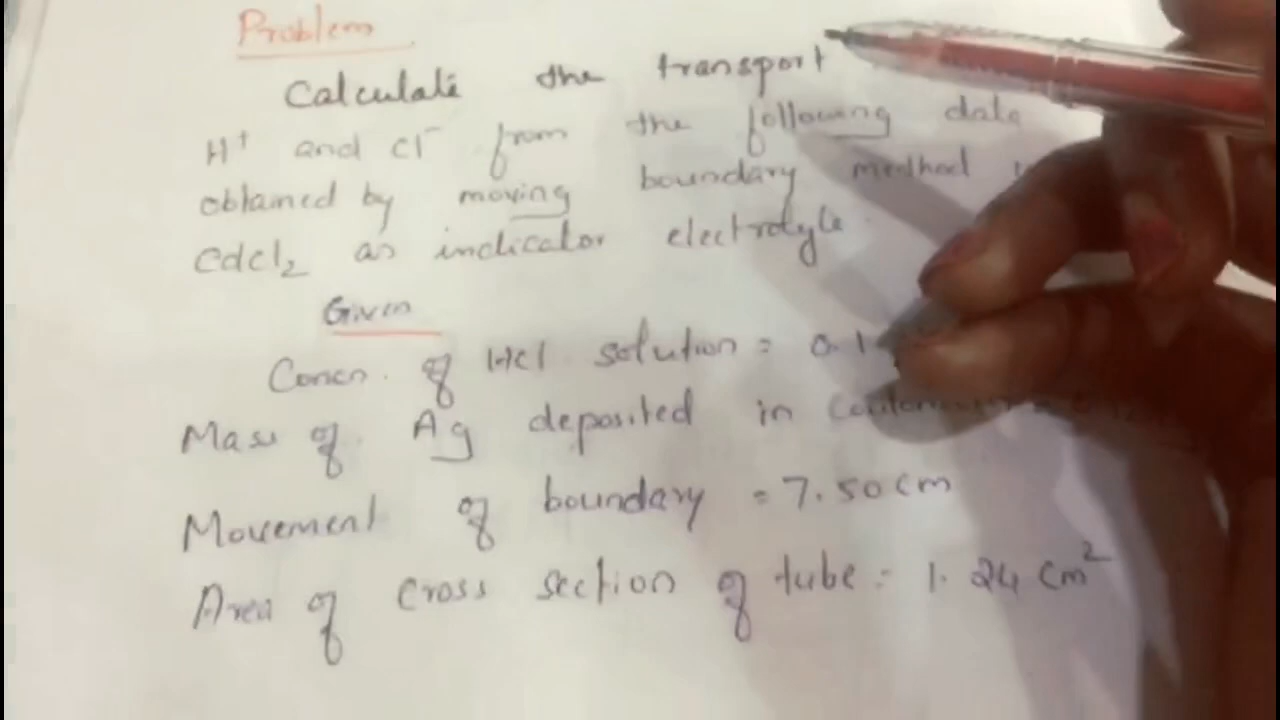 Problem
Calculate the transport
H⁺ and Cl⁻ from the following data
obtained by moving boundary method
CdCl₂ as indicator electrolyte
Given
Concn. of HCl solution = 0.1
Mass of Ag deposited in
Movement of boundary = 7.50 cm
Area of cross section of tube = 1.24 cm²